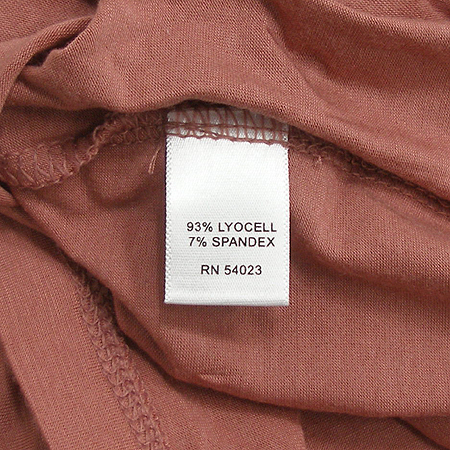 93% LYOCELL
7% SPANDEX
RN 54023